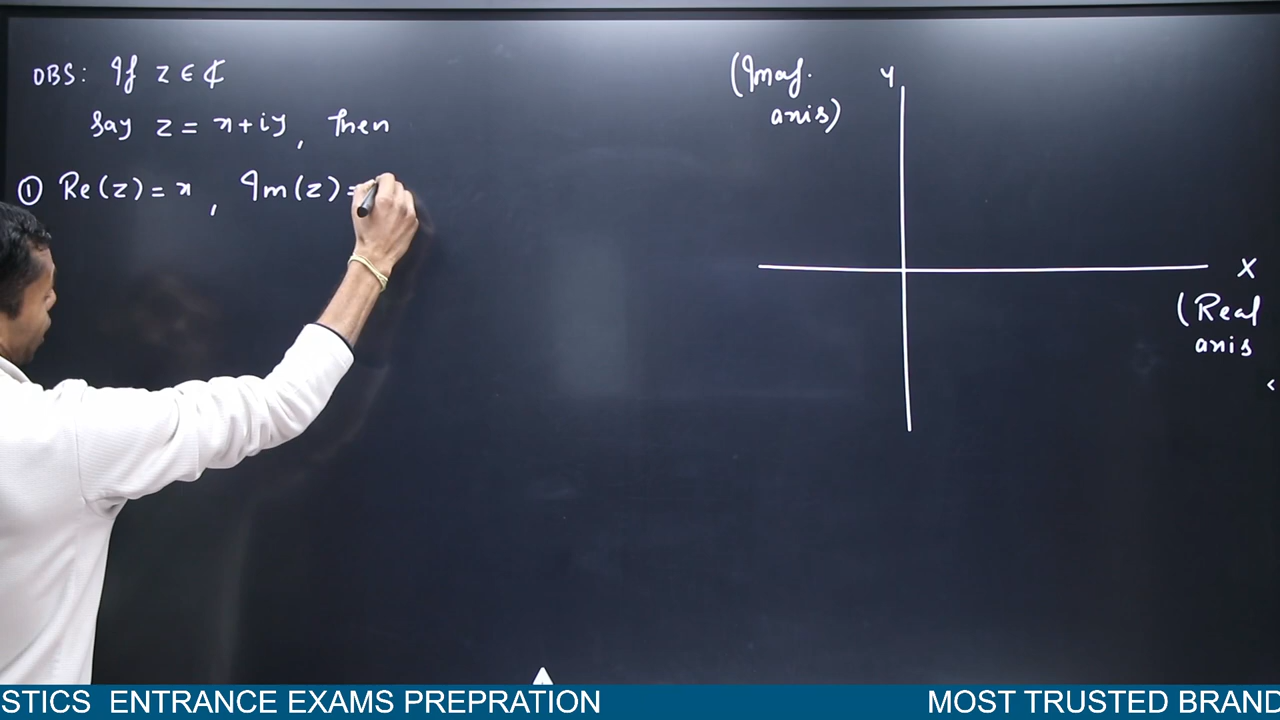 OBS: If z ∈ ℂ
Say z = x+iy, Then
① Re(z) = x, Im(z) =
(Imag. axis)
Y
X
(Real axis
STICS ENTRANCE EXAMS PREPRATION
MOST TRUSTED BRAND